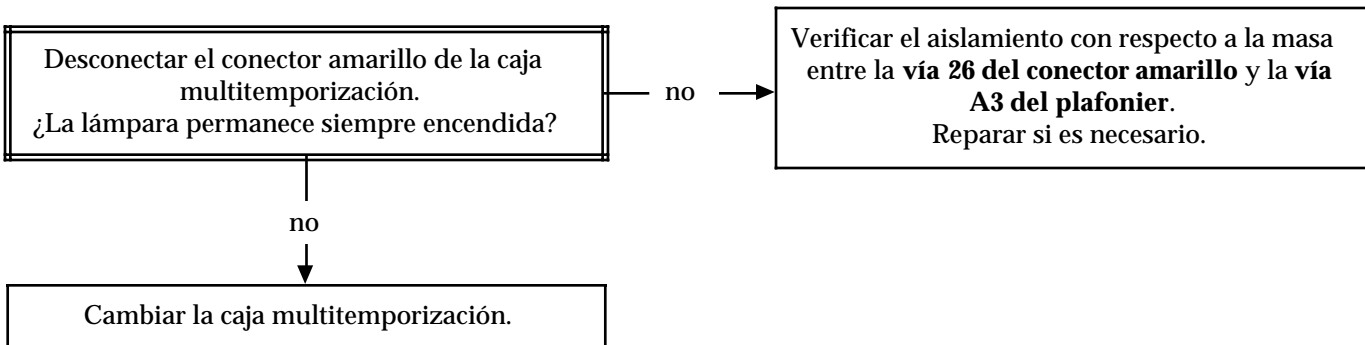 Desconectar el conector amarillo de la caja
multitemporización.
¿La lámpara permanece siempre encendida?
no
Verificar el aislamiento con respecto a la masa
entre la vía 26 del conector amarillo y la vía
A3 del plafonier.
Reparar si es necesario.
no
Cambiar la caja multitemporización.